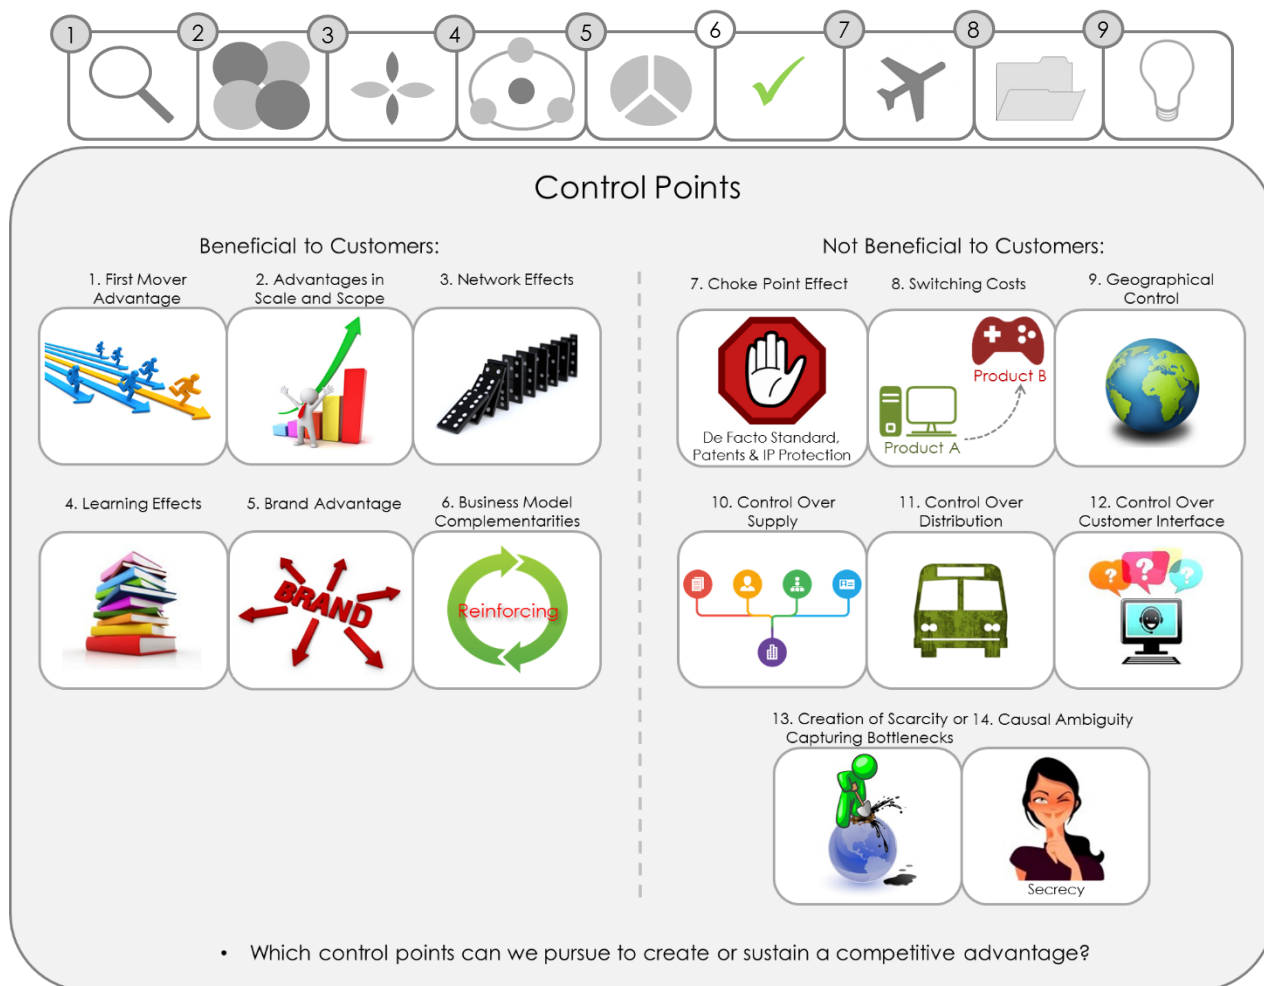 1 2 3 4 5 6 7 8 9
Control Points
Beneficial to Customers:
1. First Mover
Advantage
2. Advantages in
Scale and Scope
3. Network Effects
4. Learning Effects
5. Brand Advantage
BRAND
6. Business Model
Complementarities
Reinforcing
Not Beneficial to Customers:
7. Choke Point Effect
De Facto Standard,
Patents & IP Protection
8. Switching Costs
Product B
Product A
9. Geographical
Control
10. Control Over
Supply
11. Control Over
Distribution
12. Control Over
Customer Interface
? ? ?
13. Creation of Scarcity or
Capturing Bottlenecks
14. Causal Ambiguity
Secrecy
• Which control points can we pursue to create or sustain a competitive advantage?